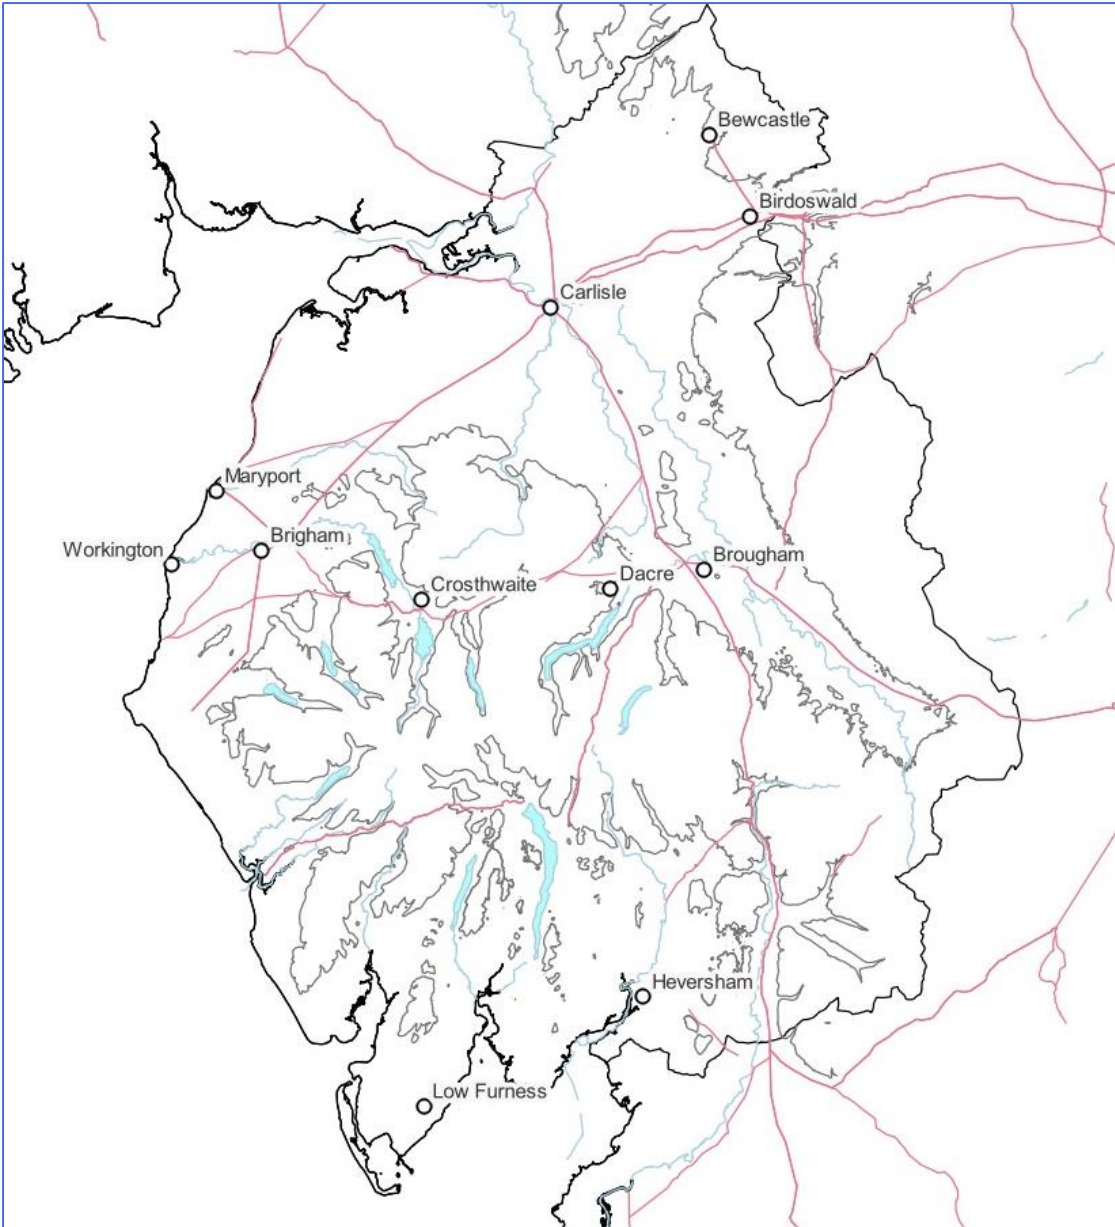 Bewcastle
Birdoswald
Carlisle
Maryport
Workington
Brigham
Brougham
Dacre
Crosthwaite
Heversham
Low Furness